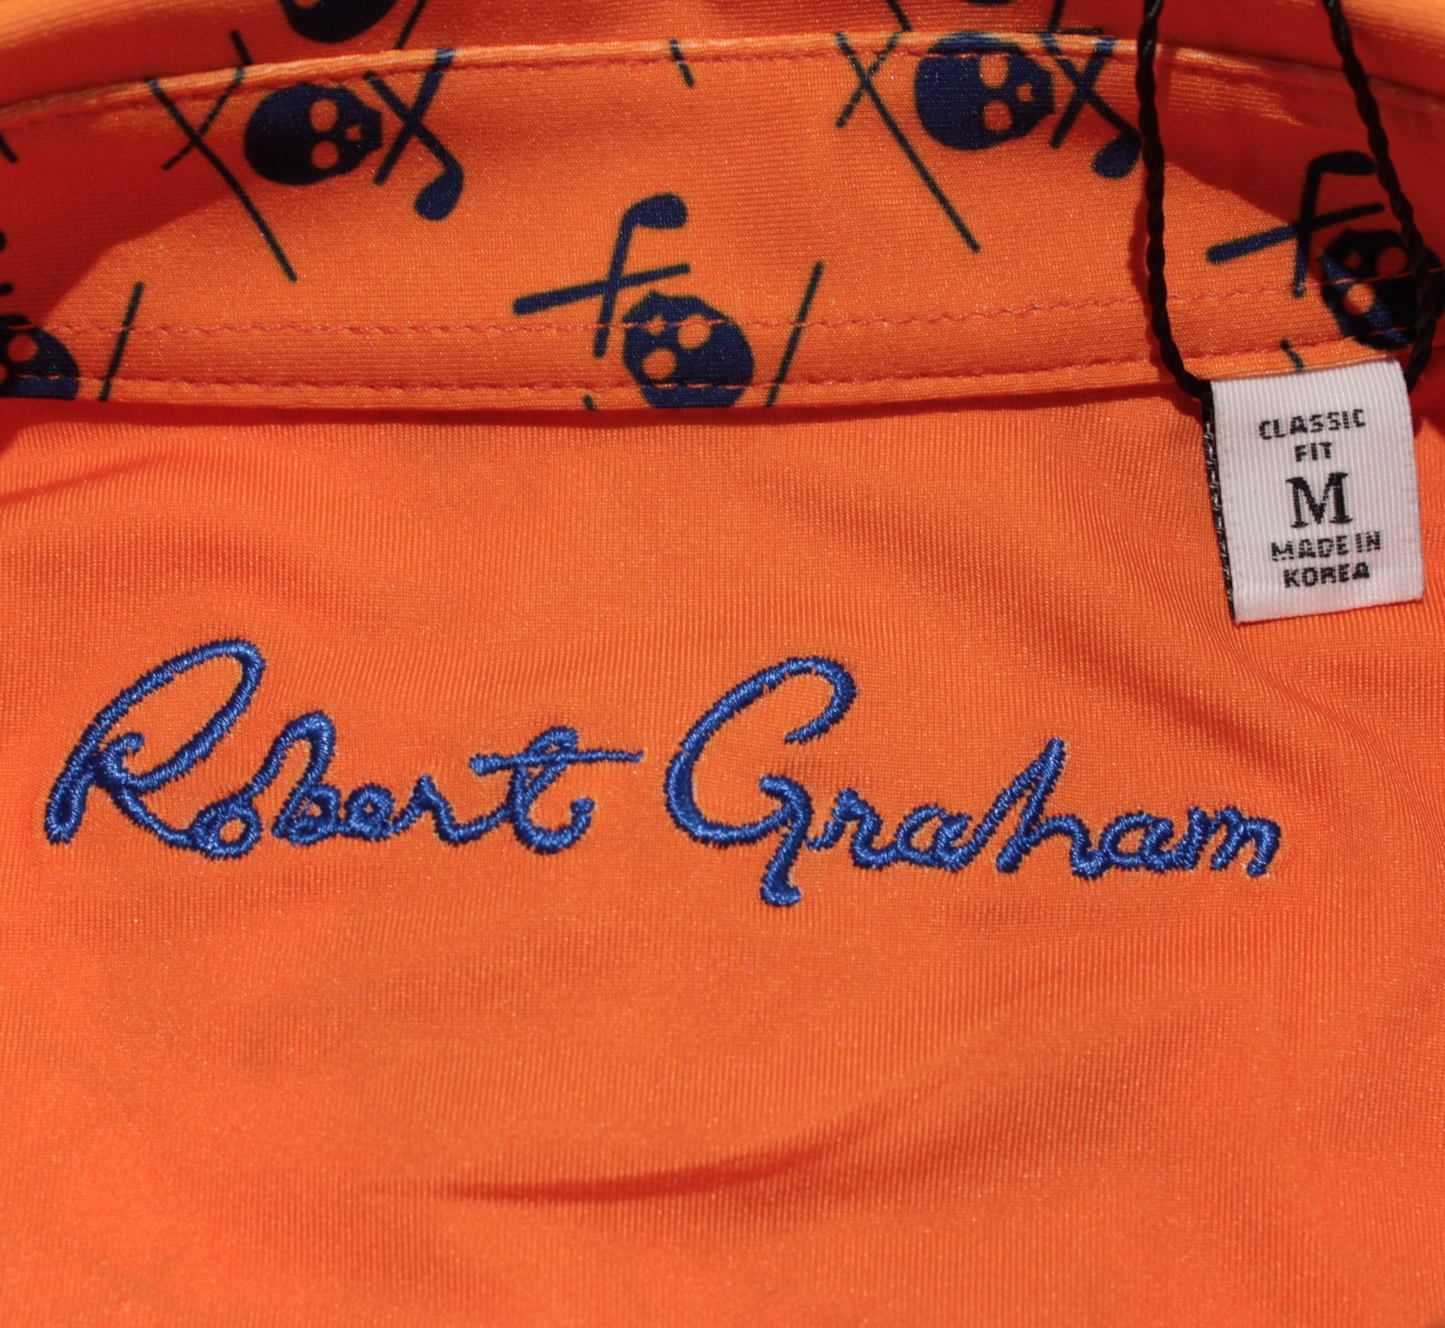 CLASSIC
FIT
M
MADE IN
KOREA
Robert Graham